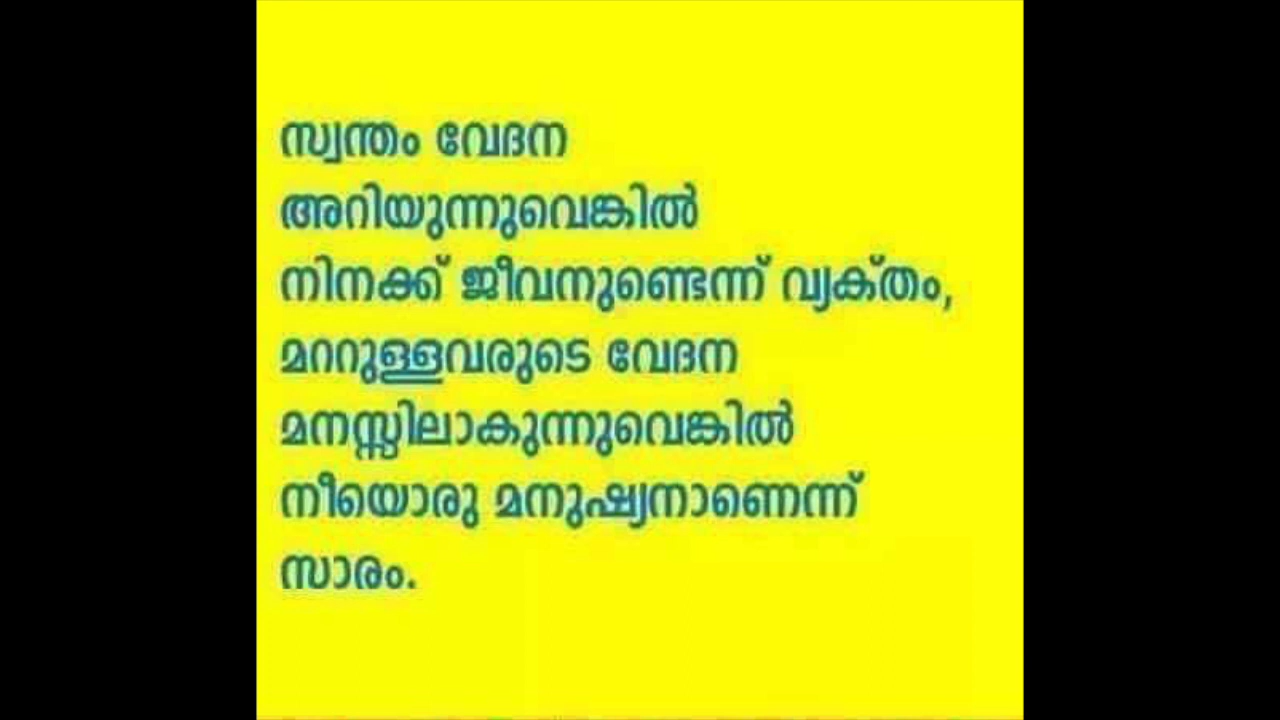 സ്വന്തം വേദന
അറിയുന്നുവെങ്കിൽ
നിനക്ക് ജീവനുണ്ടെന്ന് വ്യക്തം,
മററുള്ളവരുടെ വേദന
മനസ്സിലാകുന്നുവെങ്കിൽ
നീയൊരു മനുഷ്യനാണെന്ന്
സാരം.